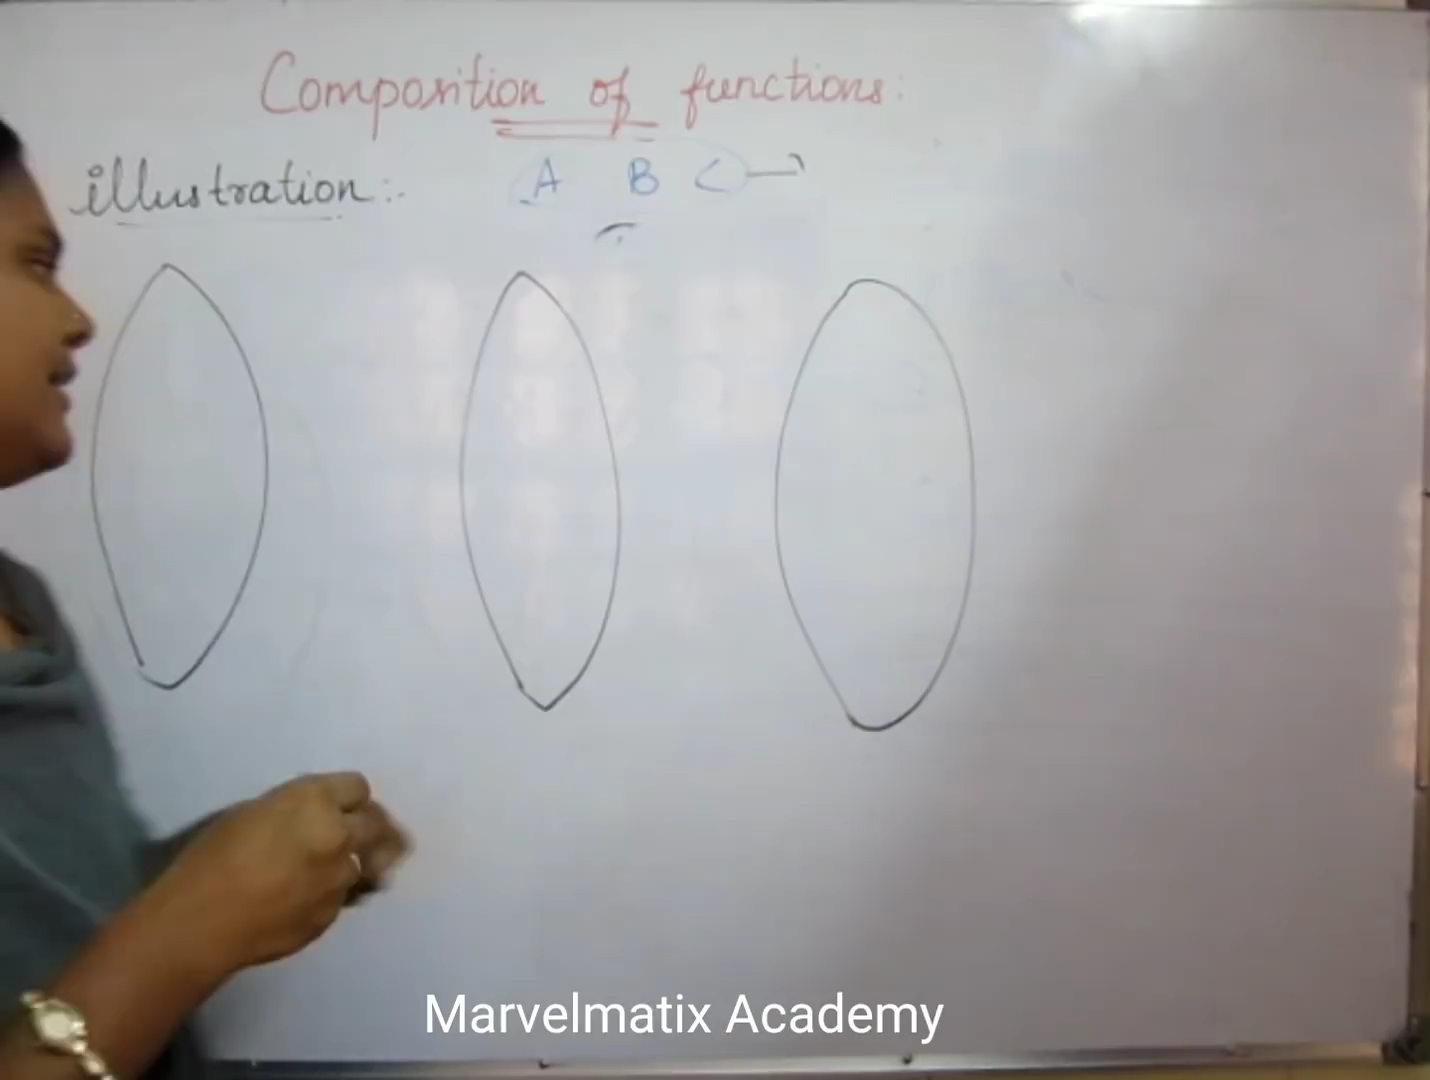 Composition of functions:
illustration:-
A B C →
Marvelmatix Academy